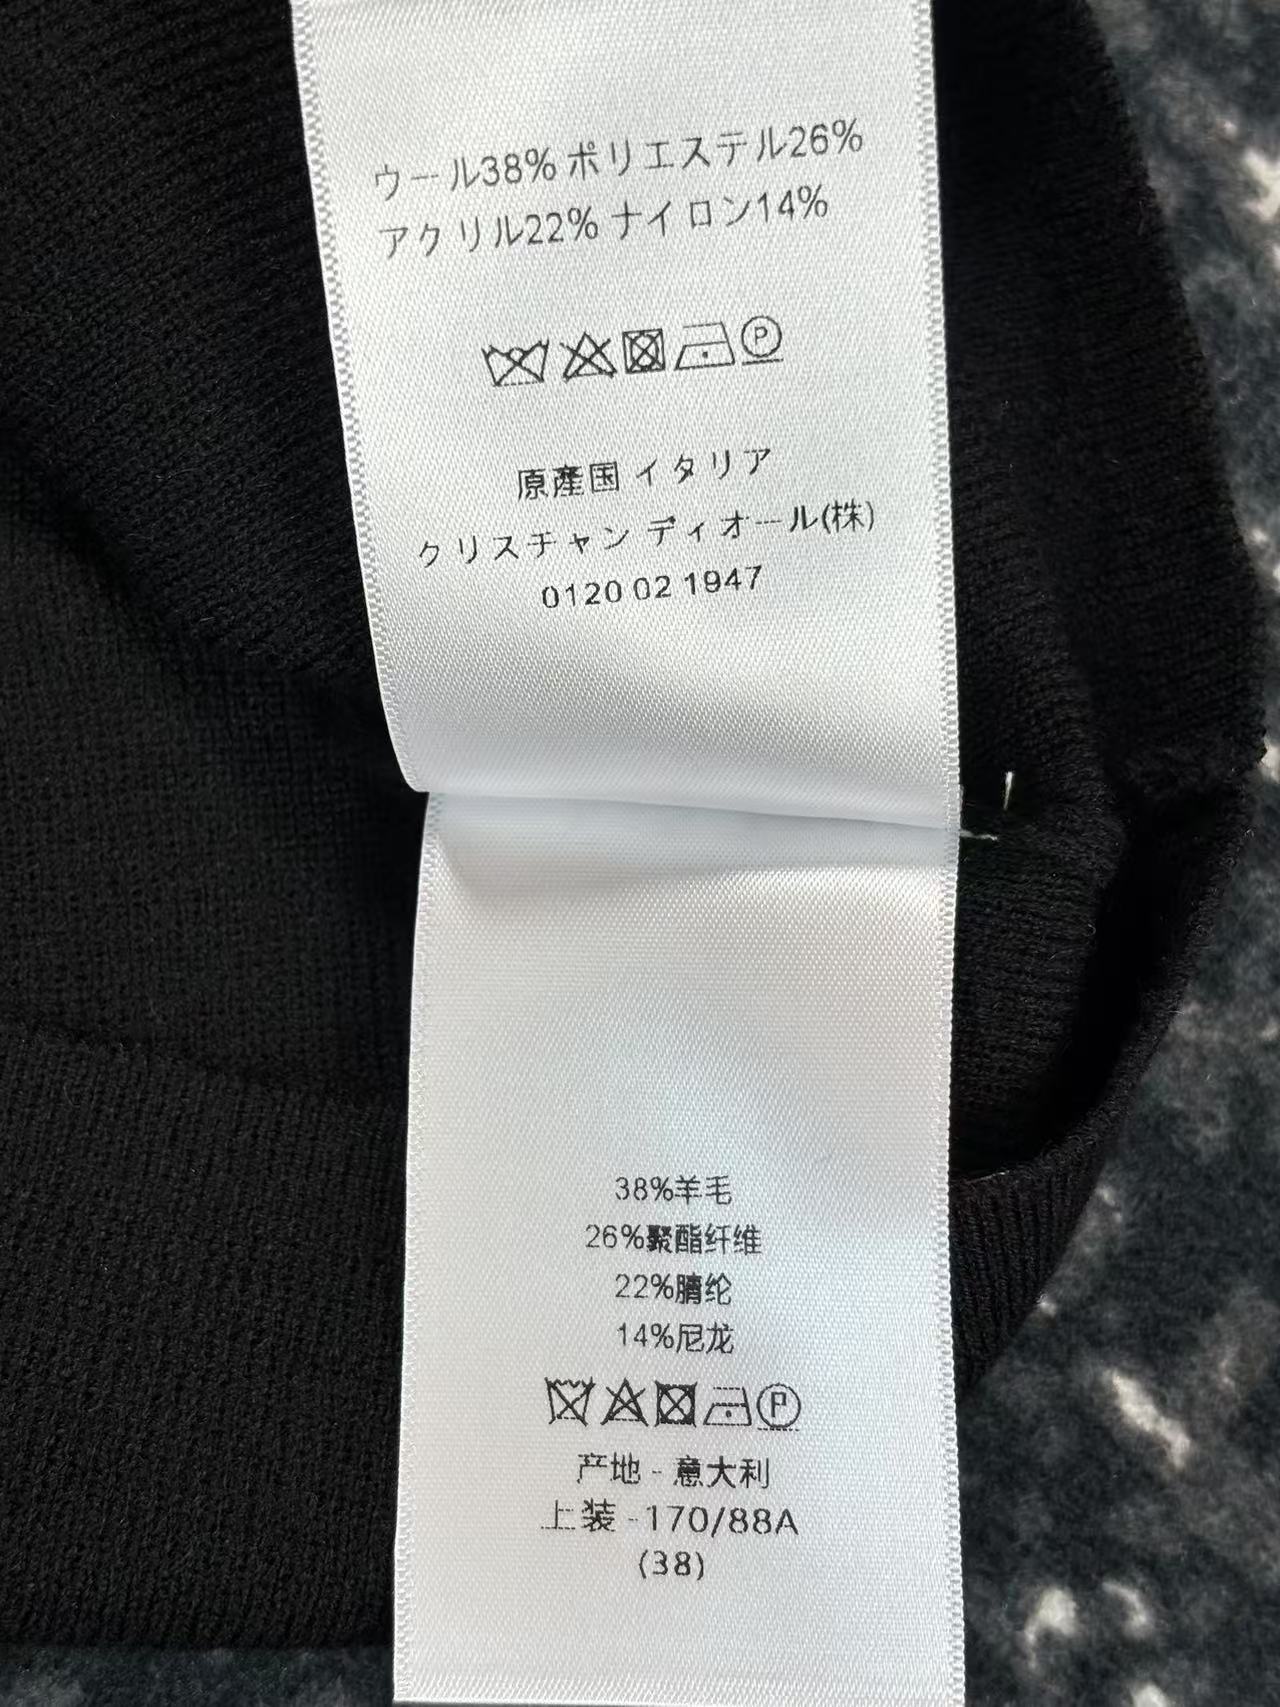 ウール38% ポリエステル26%
アクリル22% ナイロン14%
P
原産国 イタリア
クリスチャン ディオール(株)
0120 02 1947
38%羊毛
26%聚酯纤维
22%腈纶
14%尼龙
P
产地 - 意大利
上装 -170/88A
(38)